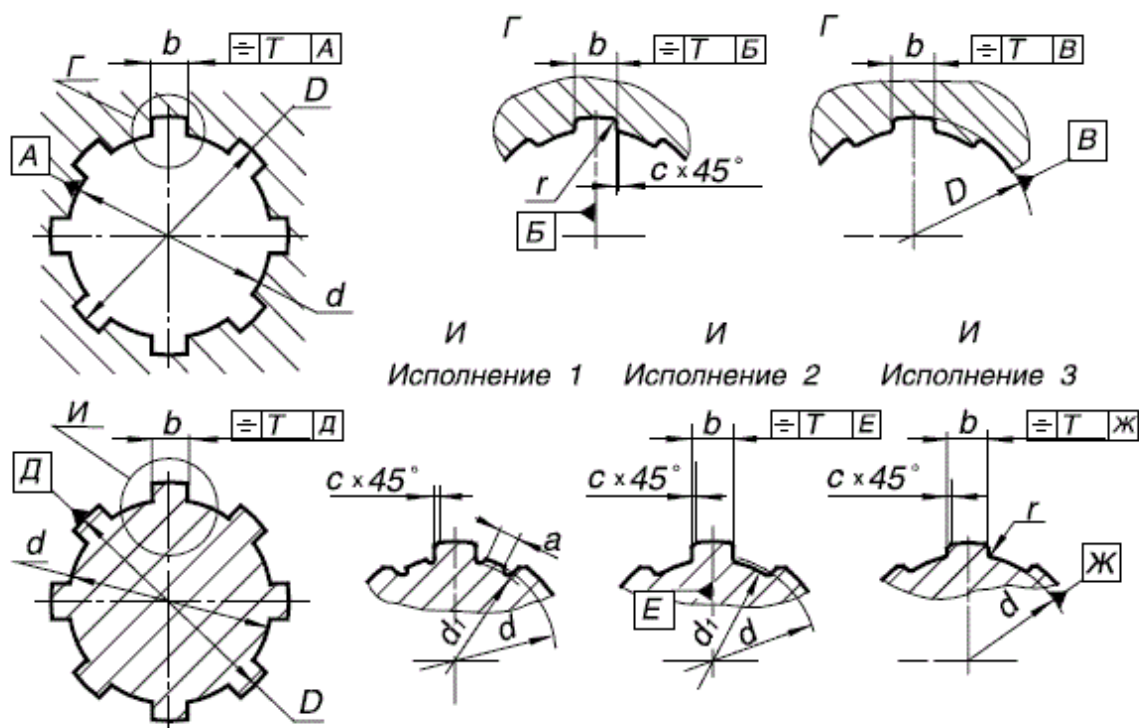 b ⌯ T А
Г
D
А
d
Г
b ⌯ T Б
r
c × 45°
Б
Г
b ⌯ T В
В
D
И
b ⌯ T Д
Д
d
D
И
Исполнение 1
c × 45°
a
d₁ d
И
Исполнение 2
b ⌯ T Е
c × 45°
Е
d₁ d
И
Исполнение 3
b ⌯ T Ж
c × 45°
r
Ж
d